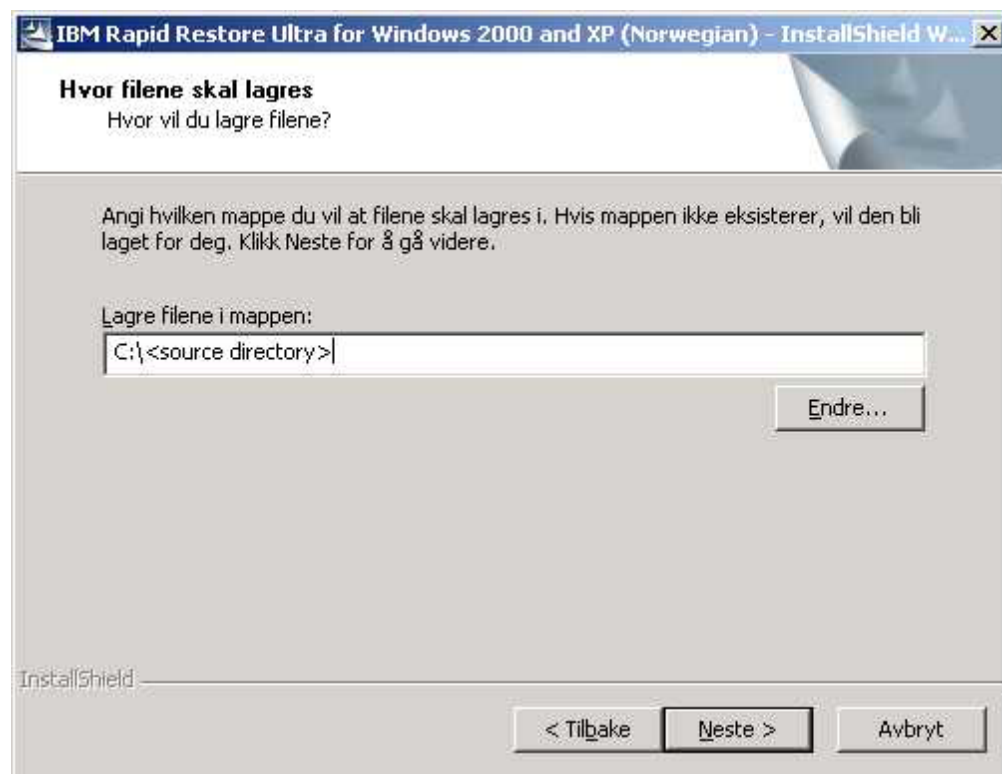 IBM Rapid Restore Ultra for Windows 2000 and XP (Norwegian) - InstallShield W...
Hvor filene skal lagres
Hvor vil du lagre filene?
Angi hvilken mappe du vil at filene skal lagres i. Hvis mappen ikke eksisterer, vil den bli
laget for deg. Klikk Neste for å gå videre.
Lagre filene i mappen:
C:\<source directory>
Endre...
InstallShield
< Tilbake Neste > Avbryt